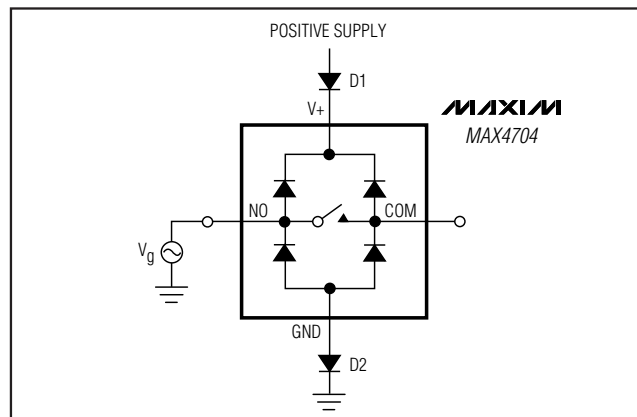 POSITIVE SUPPLY
D1
V+
MAXIM
MAX4704
NO
COM
Vg
GND
D2